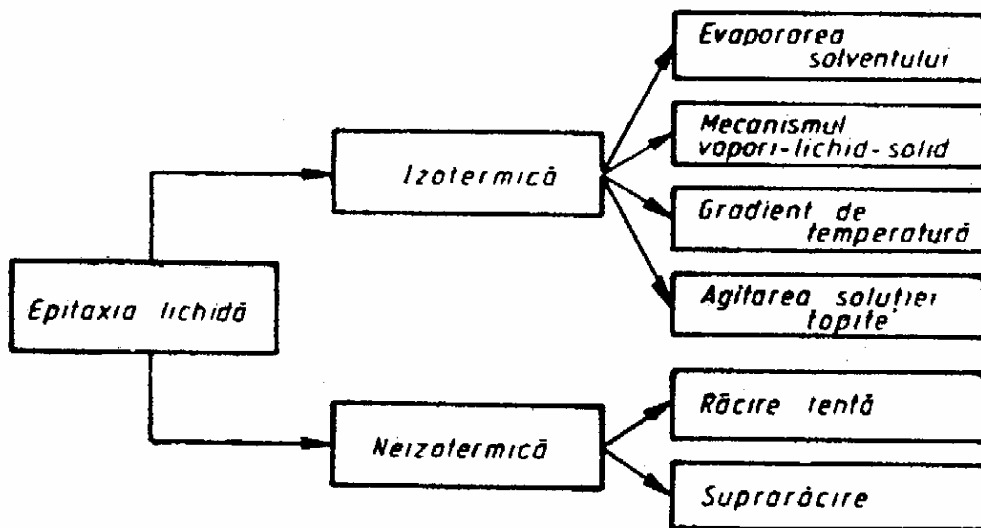 Epitaxia lichidă
Izotermică
Evaporarea
solventului
Mecanismul
vapori-lichid-solid
Gradient de
temperatură
Agitarea soluției
topite
Neizotermică
Răcire lentă
Suprarăcire